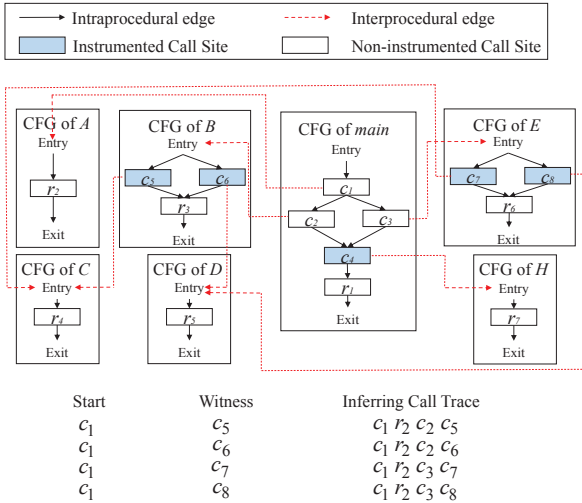 Intraprocedural edge
Interprocedural edge
Instrumented Call Site
Non-instrumented Call Site
CFG of A
Entry
r2
Exit
CFG of B
Entry
c5
c6
r3
Exit
CFG of main
Entry
c1
c2
c3
c4
r1
Exit
CFG of E
Entry
c7
c8
r6
Exit
CFG of C
Entry
r4
Exit
CFG of D
Entry
r5
Exit
CFG of H
Entry
r7
Exit
Start Witness Inferring Call Trace
c1 c5 c1 r2 c2 c5
c1 c6 c1 r2 c2 c6
c1 c7 c1 r2 c3 c7
c1 c8 c1 r2 c3 c8